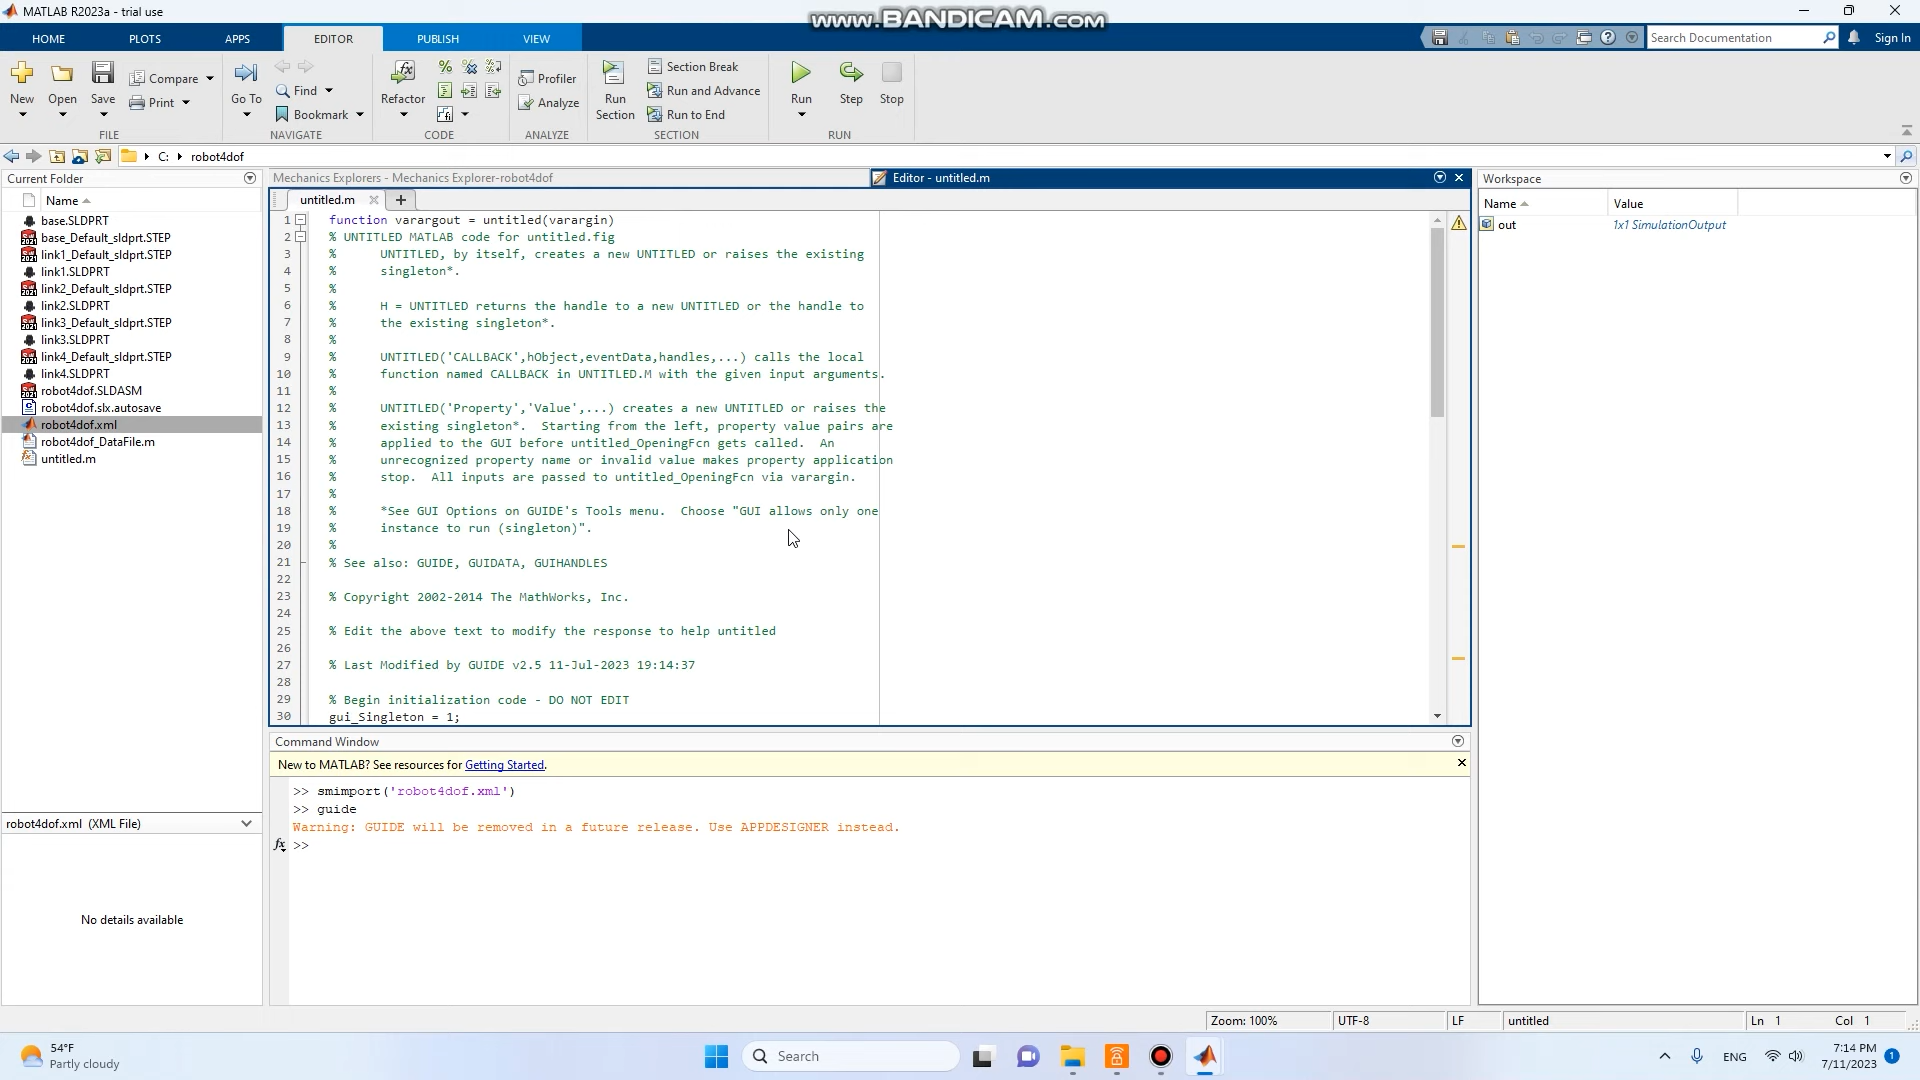 MATLAB R2023a - trial use
www.BANDICAM.com
HOME PLOTS APPS EDITOR PUBLISH VIEW
Search Documentation
Sign In
New Open Save
Compare
Print
FILE
Go To
Find
Bookmark
NAVIGATE
Refactor
CODE
Profiler
Analyze
ANALYZE
Run
Section
Section Break
Run and Advance
Run to End
SECTION
Run Step Stop
RUN
C: robot4dof
Current Folder
Name
base.SLDPRT
base_Default_sldprt.STEP
link1_Default_sldprt.STEP
link1.SLDPRT
link2_Default_sldprt.STEP
link2.SLDPRT
link3_Default_sldprt.STEP
link3.SLDPRT
link4_Default_sldprt.STEP
link4.SLDPRT
robot4dof.SLDASM
robot4dof.slx.autosave
robot4dof.xml
robot4dof_DataFile.m
untitled.m
robot4dof.xml (XML File)
No details available
Mechanics Explorers - Mechanics Explorer-robot4dof
Editor - untitled.m
untitled.m
1 function varargout = untitled(varargin)
2 % UNTITLED MATLAB code for untitled.fig
3 % UNTITLED, by itself, creates a new UNTITLED or raises the existing
4 % singleton*.
5 %
6 % H = UNTITLED returns the handle to a new UNTITLED or the handle to
7 % the existing singleton*.
8 %
9 % UNTITLED('CALLBACK',hObject,eventData,handles,...) calls the local
10 % function named CALLBACK in UNTITLED.M with the given input arguments.
11 %
12 % UNTITLED('Property','Value',...) creates a new UNTITLED or raises the
13 % existing singleton*. Starting from the left, property value pairs are
14 % applied to the GUI before untitled_OpeningFcn gets called. An
15 % unrecognized property name or invalid value makes property application
16 % stop. All inputs are passed to untitled_OpeningFcn via varargin.
17 %
18 % *See GUI Options on GUIDE's Tools menu. Choose "GUI allows only one
19 % instance to run (singleton)".
20 %
21 % See also: GUIDE, GUIDATA, GUIHANDLES
22
23 % Copyright 2002-2014 The MathWorks, Inc.
24
25 % Edit the above text to modify the response to help untitled
26
27 % Last Modified by GUIDE v2.5 11-Jul-2023 19:14:37
28
29 % Begin initialization code - DO NOT EDIT
30 gui_Singleton = 1;
Command Window
New to MATLAB? See resources for Getting Started.
>> smimport('robot4dof.xml')
>> guide
Warning: GUIDE will be removed in a future release. Use APPDESIGNER instead.
fx >>
Workspace
Name Value
out 1x1 SimulationOutput
Zoom: 100% UTF-8 LF untitled Ln 1 Col 1
54°F
Partly cloudy
Search
ENG
7:14 PM
7/11/2023
1